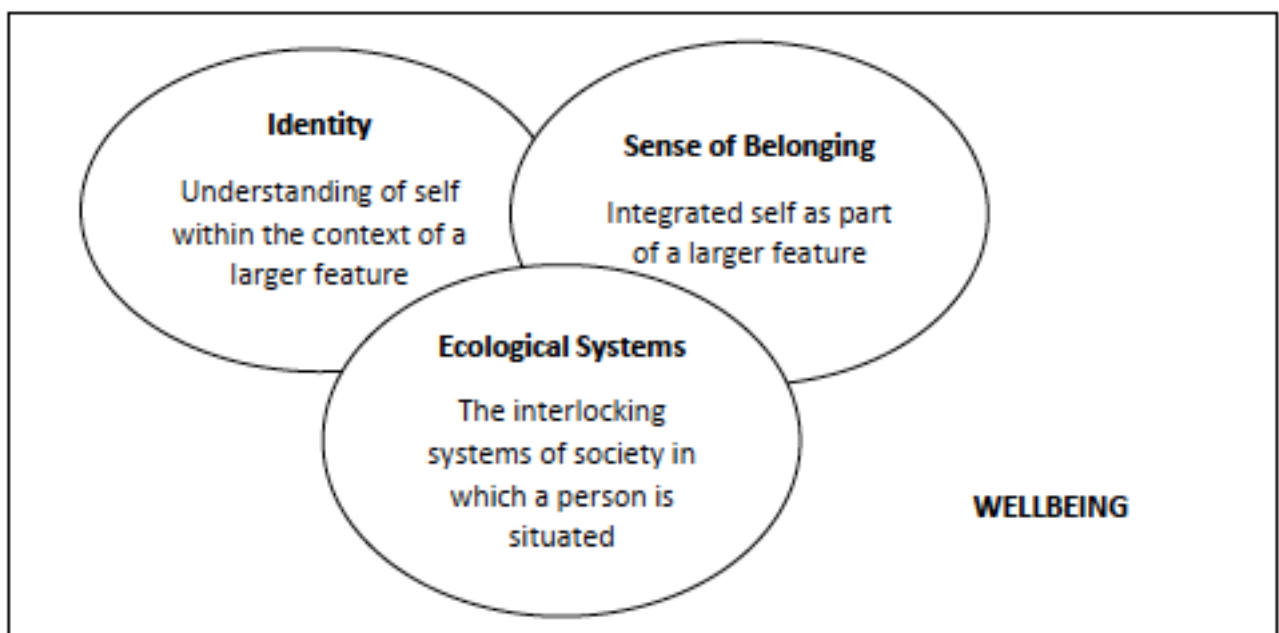 Identity
Understanding of self
within the context of a
larger feature
Sense of Belonging
Integrated self as part
of a larger feature
Ecological Systems
The interlocking
systems of society in
which a person is
situated
WELLBEING